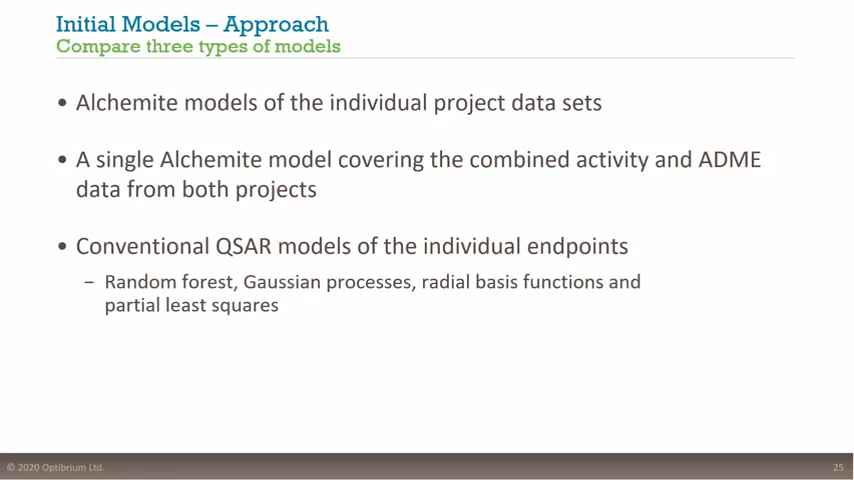 Initial Models – Approach
Compare three types of models
• Alchemite models of the individual project data sets
• A single Alchemite model covering the combined activity and ADME
data from both projects
• Conventional QSAR models of the individual endpoints
– Random forest, Gaussian processes, radial basis functions and
partial least squares
© 2020 Optibrium Ltd.
25